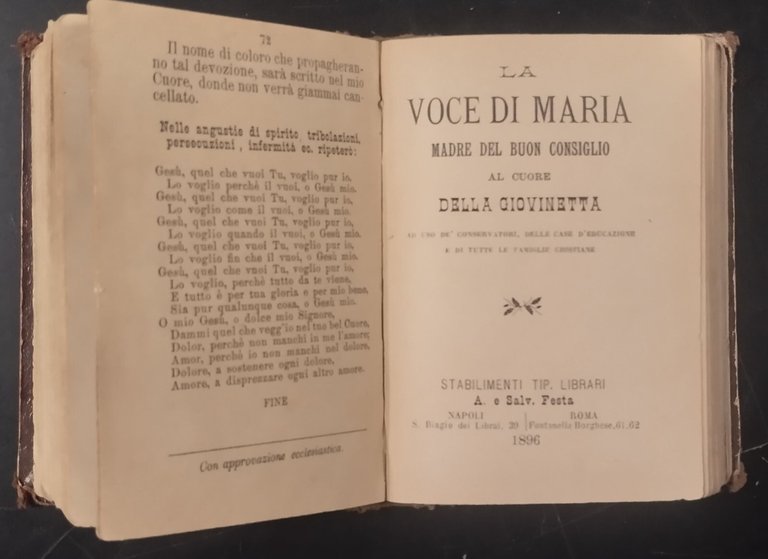 72
Il nome di coloro che propagheran-
no tal devozione, sarà scritto nel mio
Cuore, donde non verrà giammai can-
cellato.
Nelle angustie di spirito, tribolazioni,
persecuzioni, infermità ec. ripeterò:
Gesù, quel che vuoi Tu, voglio pur io,
Lo voglio perchè il vuoi, o Gesù mio.
Gesù, quel che vuoi Tu, voglio pur io,
Lo voglio come il vuoi, o Gesù mio.
Gesù, quel che vuoi Tu, voglio pur io,
Lo voglio quando il vuoi, o Gesù mio.
Gesù, quel che vuoi Tu, voglio pur io,
Lo voglio fin che il vuoi, o Gesù mio.
Gesù, quel che vuoi Tu, voglio pur io,
Lo voglio, perchè tutto da te viene,
E tutto è per tua gloria e per mio bene,
Sia pur qualunque cosa, o Gesù mio.
O mio Gesù, o dolce mio Signore,
Dammi quel che vegg'io nel tuo bel Cuore,
Dolor, perchè non manchi in me l'amore;
Amor, perchè io non manchi nel dolore.
Dolore, a sostenere ogni dolore.
Amore, a disprezzare ogni altro amore.
FINE
Con approvazione ecclesiastica.
LA
VOCE DI MARIA
MADRE DEL BUON CONSIGLIO
AL CUORE
DELLA GIOVINETTA
AD USO DE' CONSERVATORI, DELLE CASE D'EDUCAZIONE
E DI TUTTE LE FAMIGLIE CRISTIANE
STABILIMENTI TIP. LIBRARI
A. e Salv. Festa
NAPOLI
S. Biagio dei Librai, 39
ROMA
Fontanella Borghese, 61, 62
1896